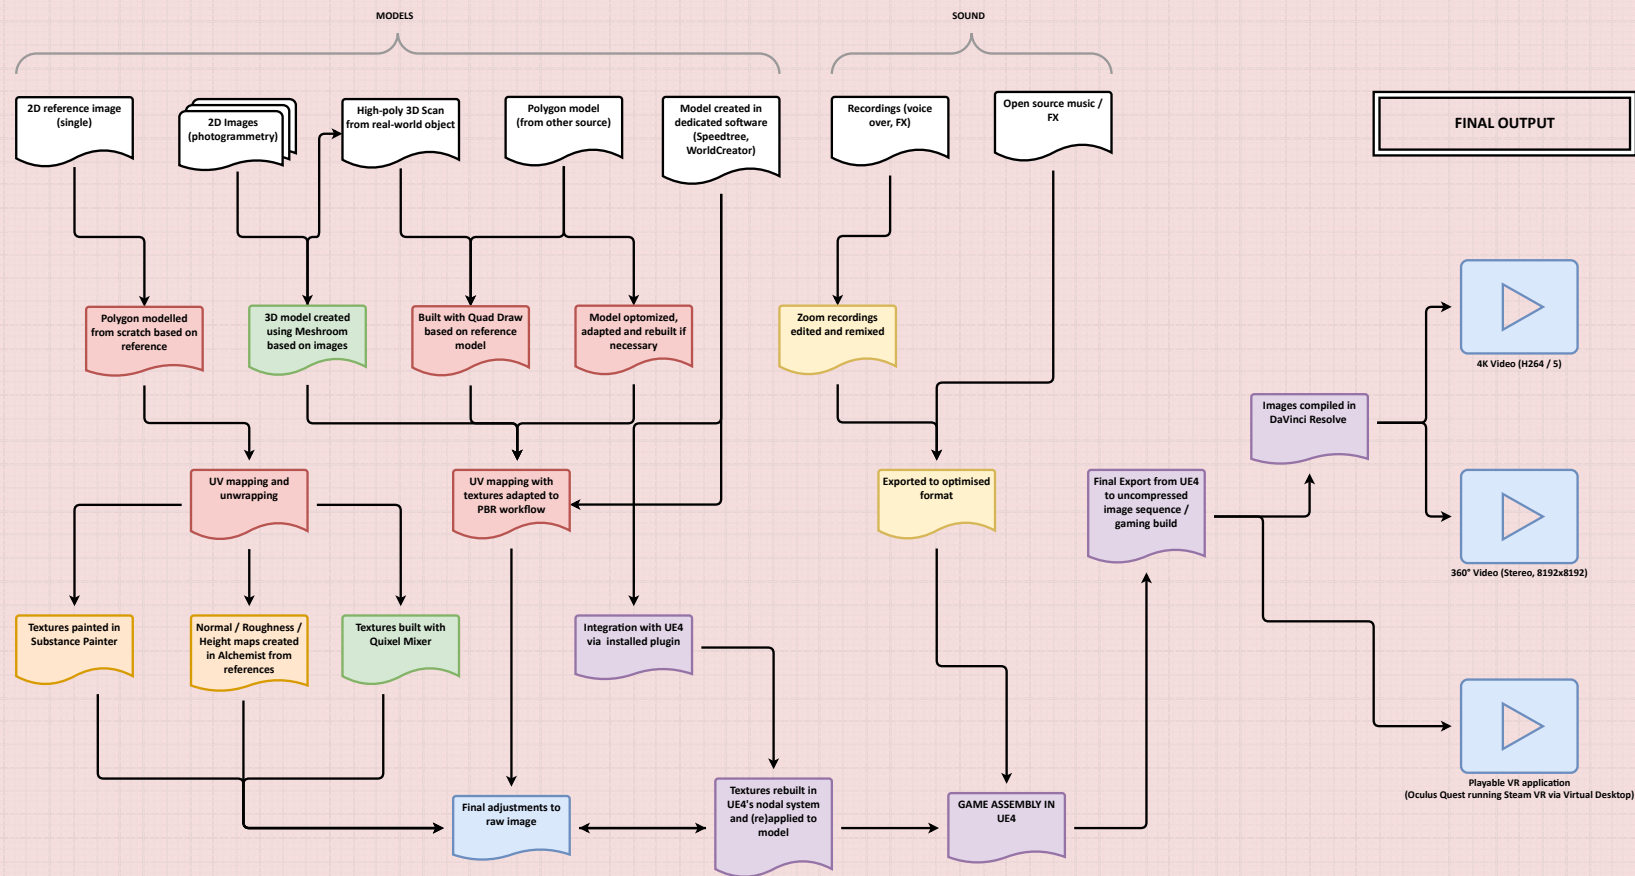 MODELS
SOUND
2D reference image
(single)
2D Images
(photogrammetry)
High-poly 3D Scan
from real-world object
Polygon model
(from other source)
Model created in
dedicated software
(Speedtree,
WorldCreator)
Recordings (voice
over, FX)
Open source music /
FX
FINAL OUTPUT
Polygon modelled
from scratch based on
reference
3D model created
using Meshroom
based on images
Built with Quad Draw
based on reference
model
Model optomized,
adapted and rebuilt if
necessary
Zoom recordings
edited and remixed
4K Video (H264 / 5)
Images compiled in
DaVinci Resolve
UV mapping and
unwrapping
UV mapping with
textures adapted to
PBR workflow
Exported to optimised
format
Final Export from UE4
to uncompressed
image sequence /
gaming build
360° Video (Stereo, 8192x8192)
Textures painted in
Substance Painter
Normal / Roughness /
Height maps created
in Alchemist from
references
Textures built with
Quixel Mixer
Integration with UE4
via installed plugin
Playable VR application
(Oculus Quest running Steam VR via Virtual Desktop)
Final adjustments to
raw image
Textures rebuilt in
UE4's nodal system
and (re)applied to
model
GAME ASSEMBLY IN
UE4